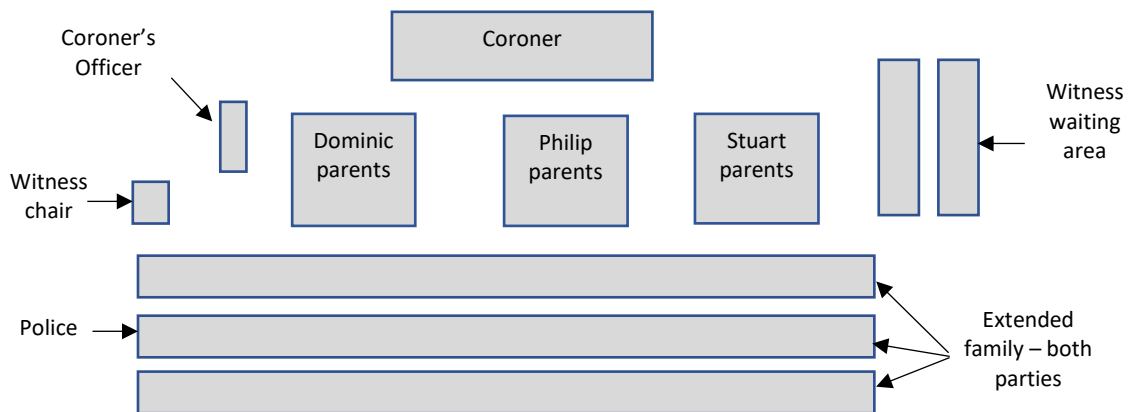 Coroner’s
Officer
Coroner
Witness
waiting
area
Dominic
parents
Philip
parents
Stuart
parents
Witness
chair
Police
Extended
family – both
parties